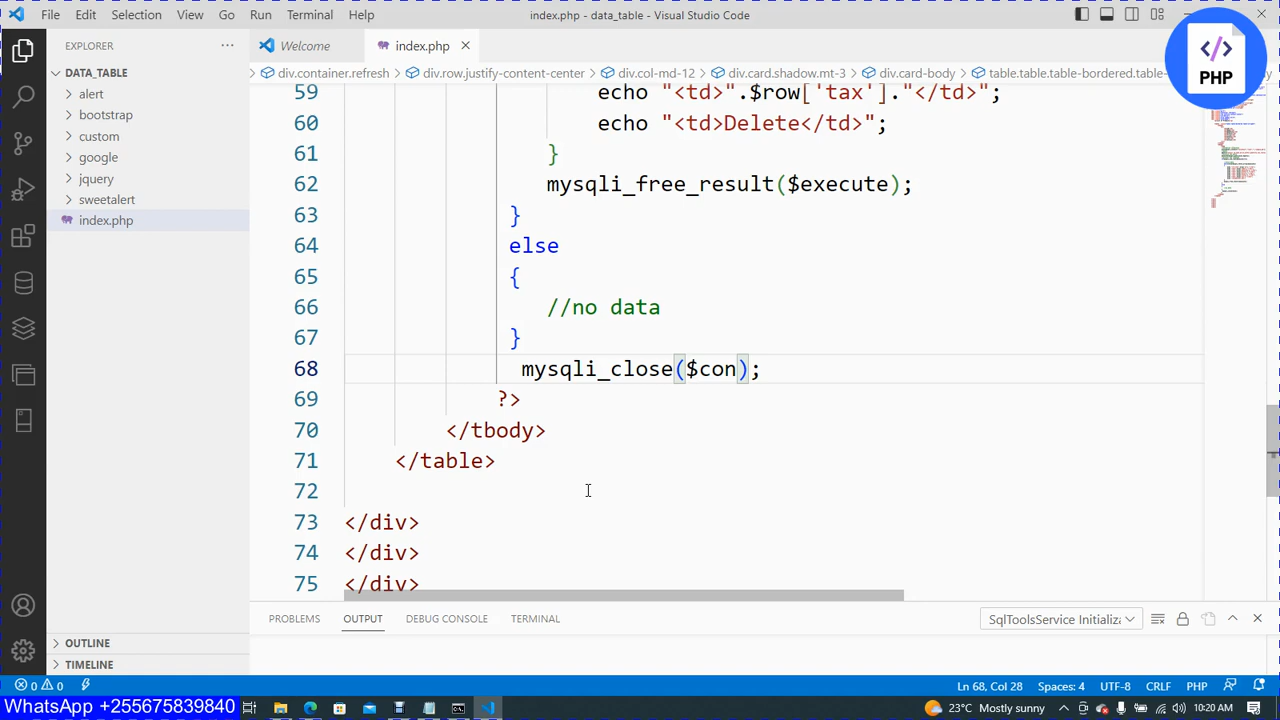 File Edit Selection View Go Run Terminal Help
index.php - data_table - Visual Studio Code
</>
PHP
EXPLORER
Welcome
index.php
DATA_TABLE
alert
bootstrap
custom
google
jquery
sweetalert
index.php
div.container.refresh > div.row.justify-content-center > div.col-md-12 > div.card.shadow.mt-3 > div.card-body > table.table.table-bordered.table-
59 echo "<td>".$row['tax']."</td>";
60 echo "<td>Delete</td>";
61 }
62 mysqli_free_result($execute);
63 }
64 else
65 {
66 //no data
67 }
68 mysqli_close($con);
69 ?>
70 </tbody>
71 </table>
72
73 </div>
74 </div>
75 </div>
PROBLEMS OUTPUT DEBUG CONSOLE TERMINAL
SqlToolsService Initializa
OUTLINE
TIMELINE
0 0
Ln 68, Col 28 Spaces: 4 UTF-8 CRLF PHP
WhatsApp +255675839840
23°C Mostly sunny
10:20 AM